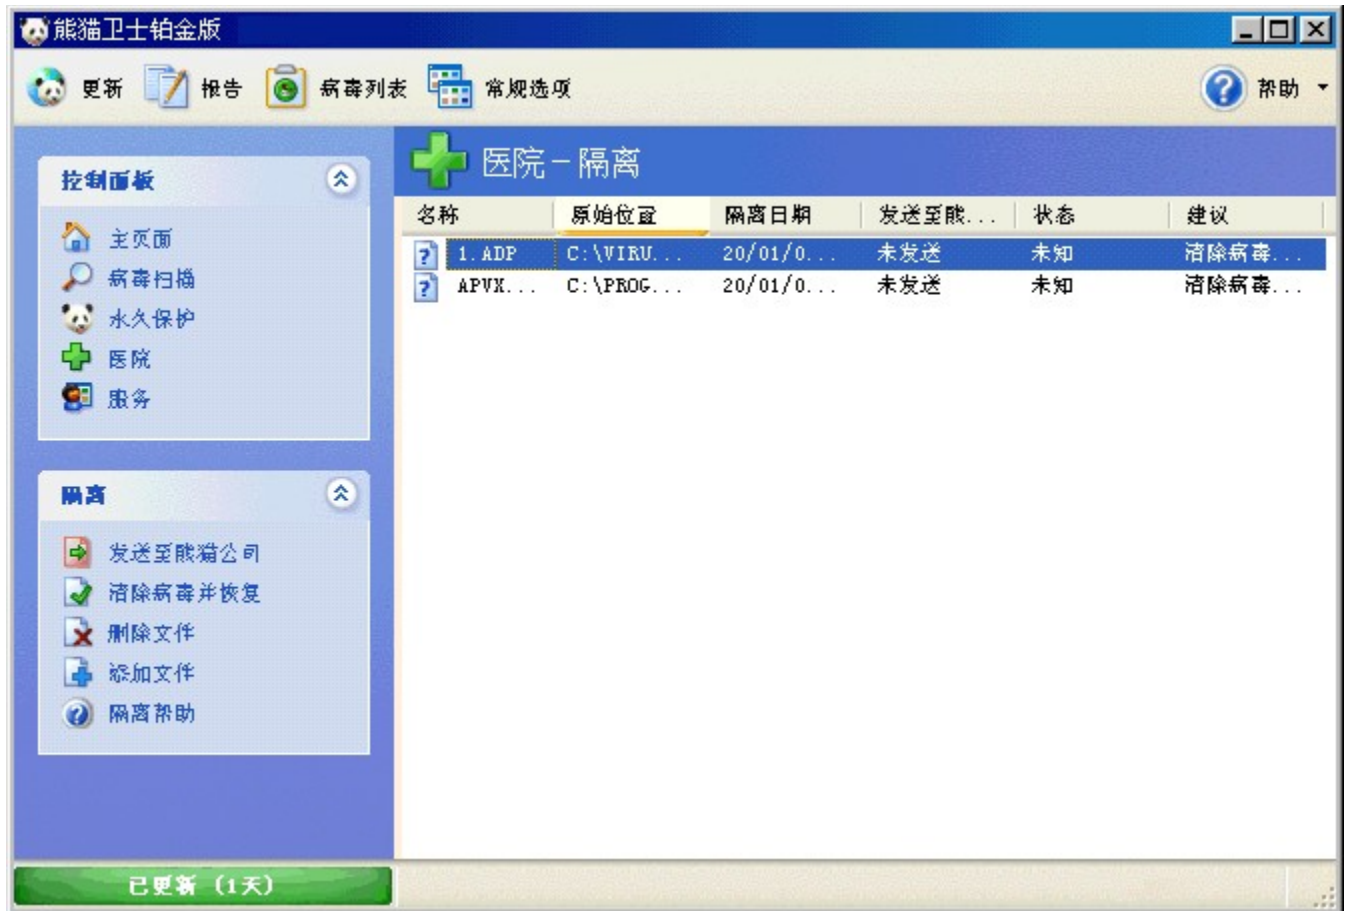 熊猫卫士铂金版
更新 报告 病毒列表 常规选项 帮助
控制面板
主页面
病毒扫描
永久保护
医院
服务
隔离
发送至熊猫公司
清除病毒并恢复
删除文件
添加文件
隔离帮助
已更新 (1天)
医院-隔离
名称 原始位置 隔离日期 发送至熊... 状态 建议
1.ADP C:\VIRU... 20/01/0... 未发送 未知 清除病毒...
APVX... C:\PROG... 20/01/0... 未发送 未知 清除病毒...